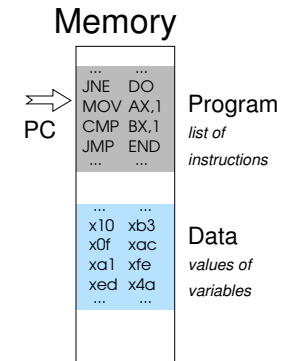 Memory
... ...
JNE DO
MOV AX,1
CMP BX,1
JMP END
... ...
PC
Program
list of
instructions
... ...
x10 xb3
x0f xac
xa1 xfe
xed x4a
... ...
Data
values of
variables